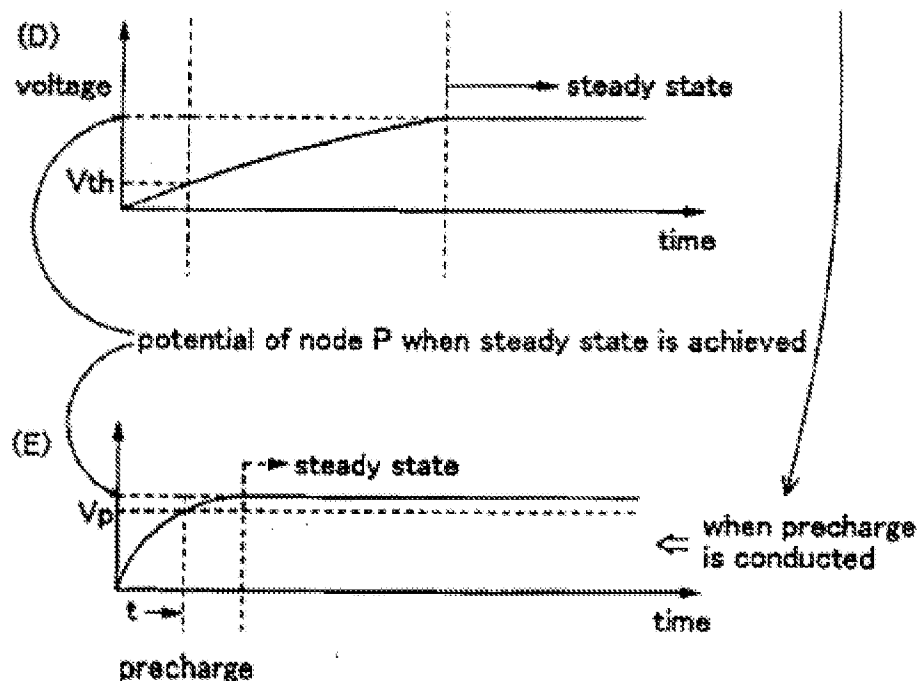 (D)
voltage
steady state
Vth
time
potential of node P when steady state is achieved
(E)
steady state
Vp
when precharge
is conducted
t
time
precharge